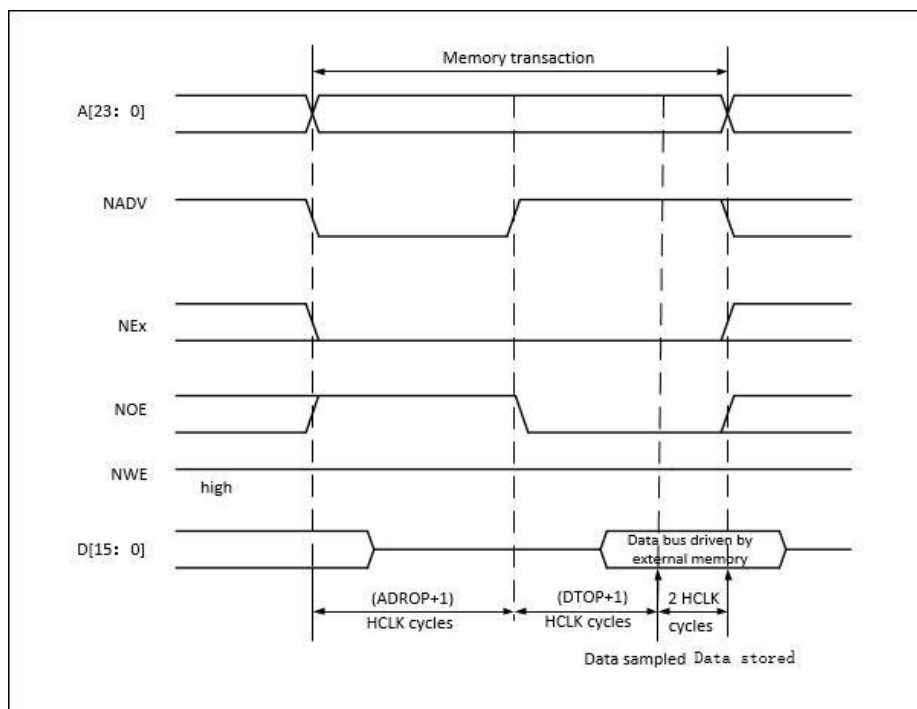 Memory transaction
A[23: 0]
NADV
NEx
NOE
NWE
high
D[15: 0]
Data bus driven by
external memory
(ADROP+1)
HCLK cycles
(DTOP+1)
HCLK cycles
2 HCLK
cycles
Data sampled Data stored